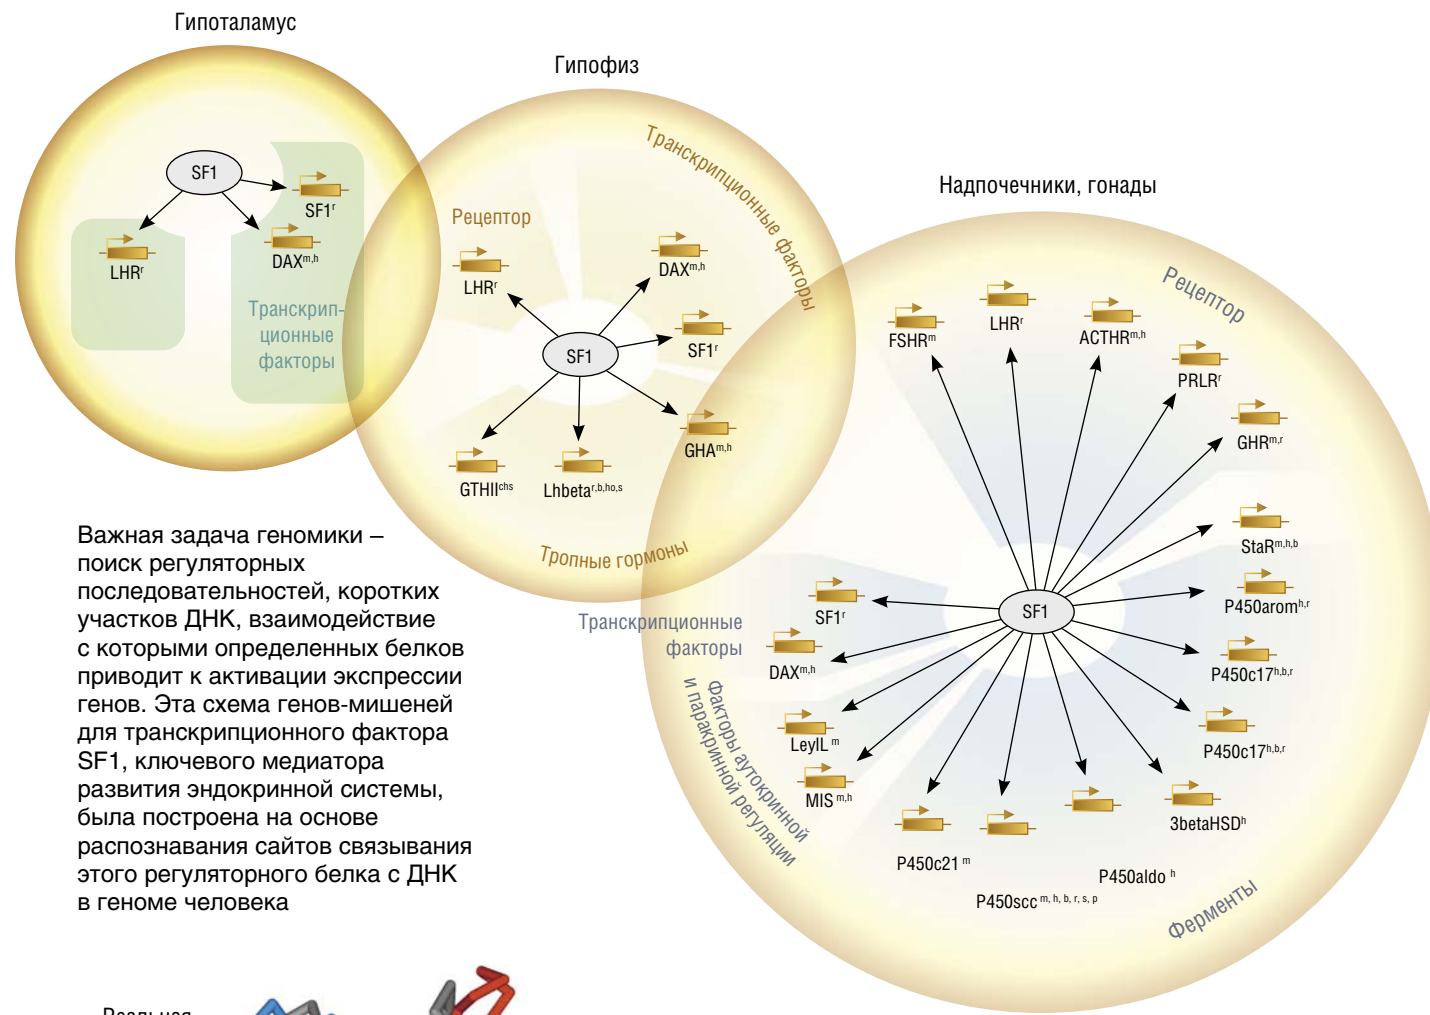 Гипоталамус
SF1
SF1r
LHRr
DAXm,h
Транскрип-
ционные
факторы
Гипофиз
Транскрипционные факторы
Рецептор
LHRr
DAXm,h
SF1
SF1r
GHAm,h
GTHIIchs
Lhbetar,b,ho,s
Тропные гормоны
Надпочечники, гонады
Рецептор
FSHRm
LHRr
ACTHRm,h
PRLRr
GHRm,r
StaRm,h,b
SF1
P450aromh,r
P450c17h,b,r
P450c17h,b,r
3betaHSDh
P450aldo h
P450scc m, h, b, r, s, p
P450c21 m
Ферменты
SF1r
Транскрипционные
факторы
DAXm,h
LeyIL m
MIS m,h
Факторы аутокринной
и паракринной регуляции
Важная задача геномики –
поиск регуляторных
последовательностей, коротких
участков ДНК, взаимодействие
с которыми определенных белков
приводит к активации экспрессии
генов. Эта схема генов-мишеней
для транскрипционного фактора
SF1, ключевого медиатора
развития эндокринной системы,
была построена на основе
распознавания сайтов связывания
этого регуляторного белка с ДНК
в геноме человека